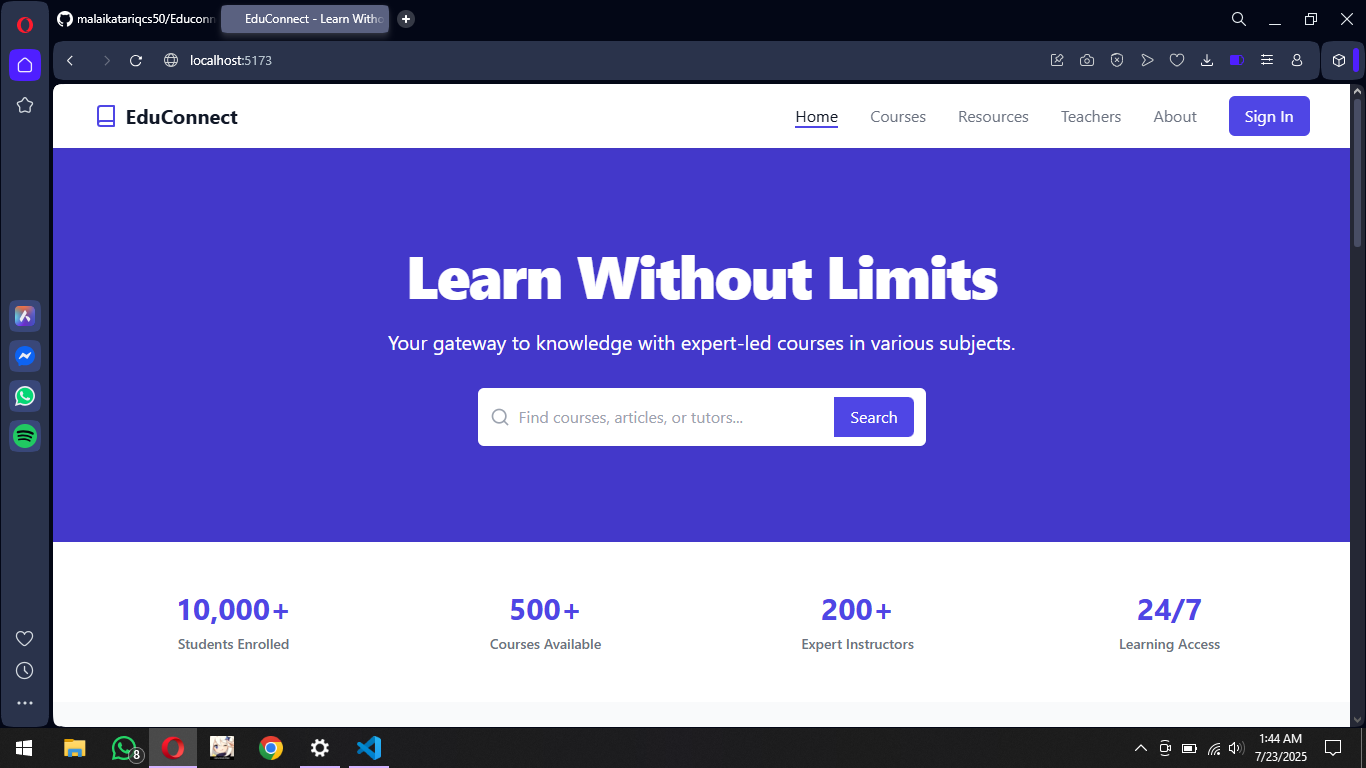 malaikatariqcs50/Educonn
EduConnect - Learn Witho
localhost:5173
EduConnect
Home
Courses
Resources
Teachers
About
Sign In
Learn Without Limits
Your gateway to knowledge with expert-led courses in various subjects.
Find courses, articles, or tutors...
Search
10,000+
Students Enrolled
500+
Courses Available
200+
Expert Instructors
24/7
Learning Access
8
1:44 AM
7/23/2025